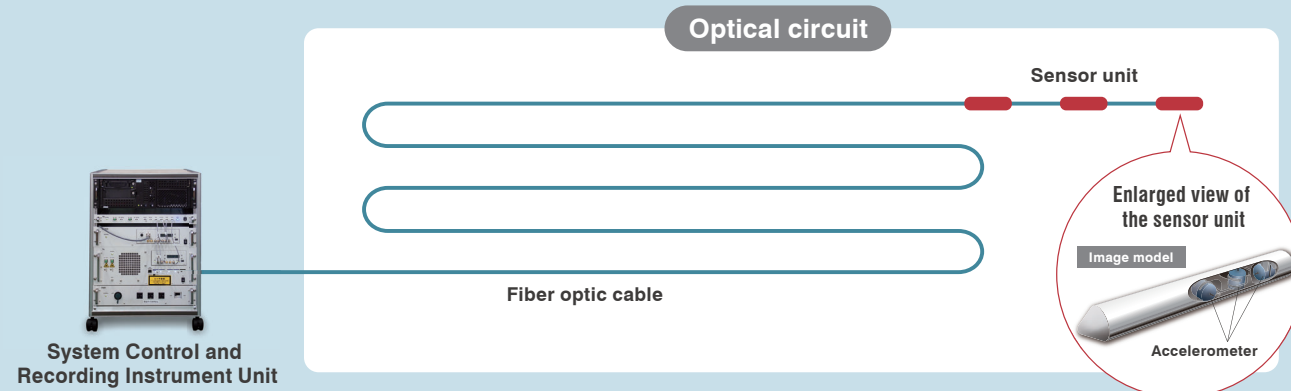 Optical circuit
Sensor unit
Enlarged view of
the sensor unit
Image model
Accelerometer
Fiber optic cable
System Control and
Recording Instrument Unit